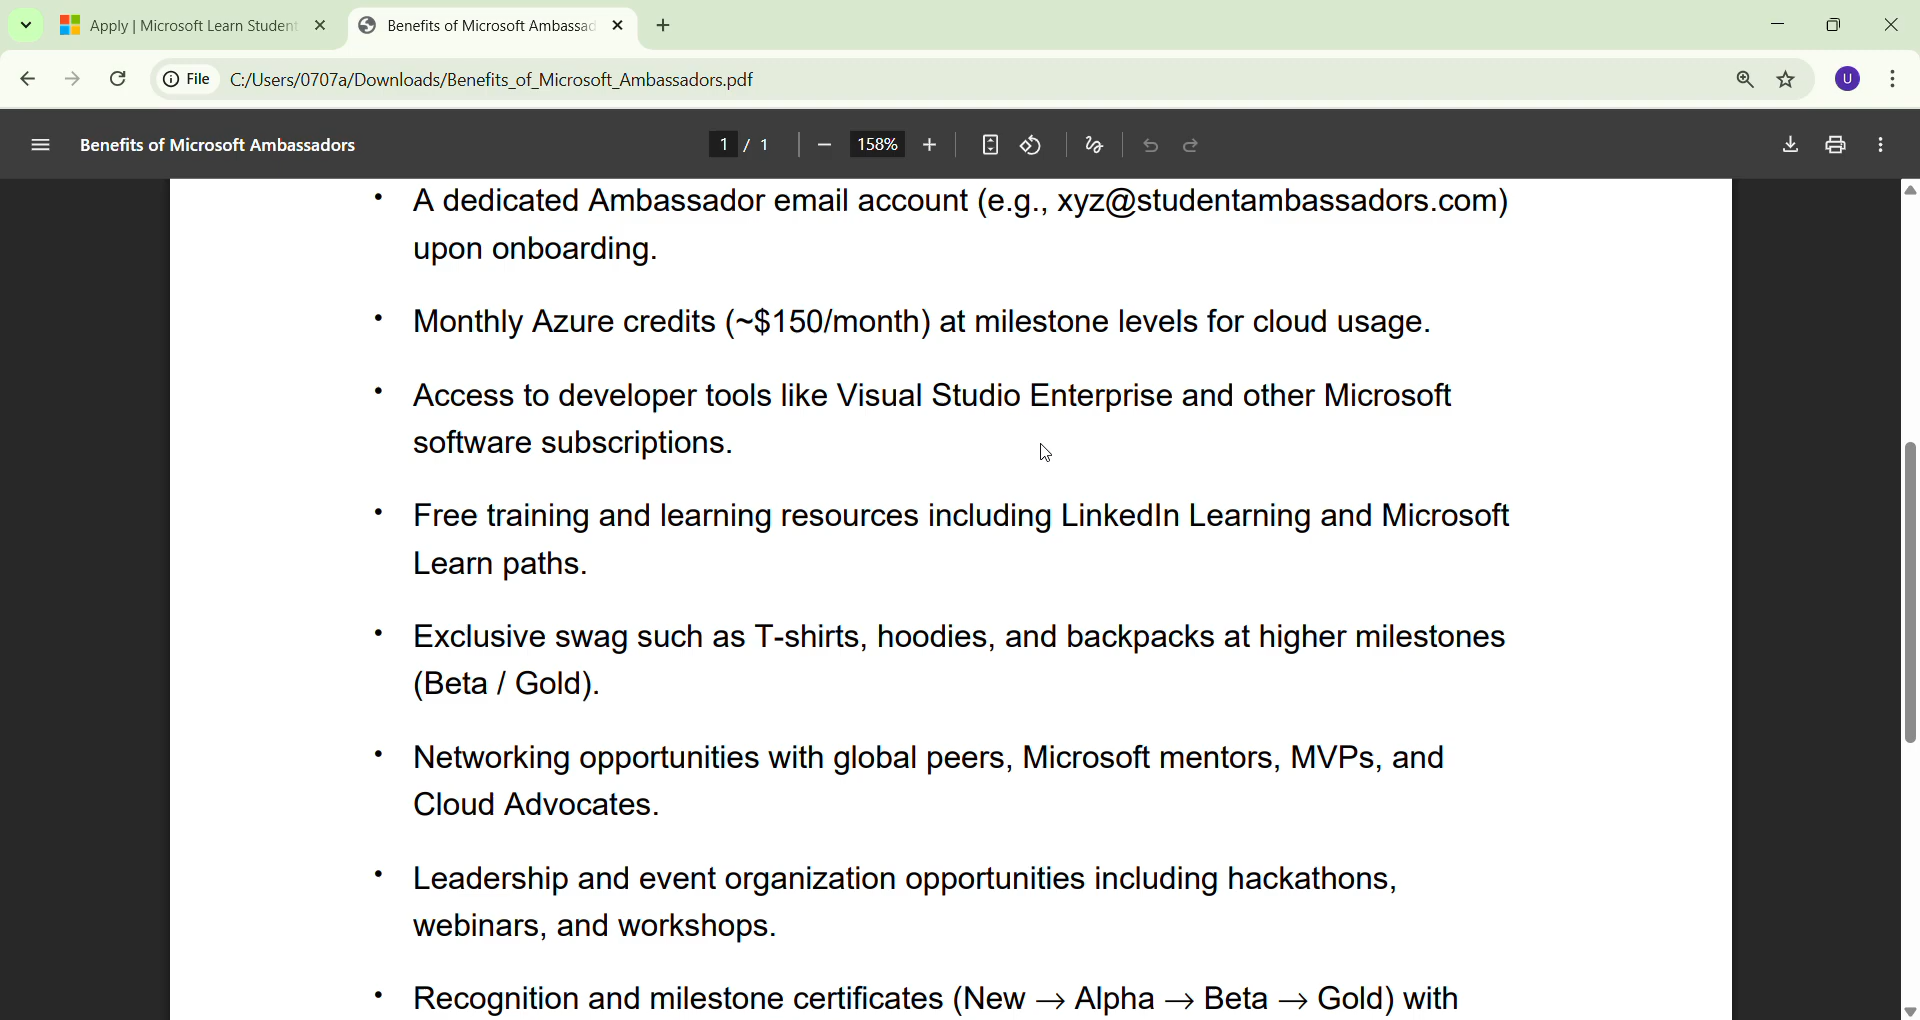 Apply | Microsoft Learn Student
Benefits of Microsoft Ambassad
File
C:/Users/0707a/Downloads/Benefits_of_Microsoft_Ambassadors.pdf
U
Benefits of Microsoft Ambassadors
1 / 1
158%
• A dedicated Ambassador email account (e.g., xyz@studentambassadors.com)
upon onboarding.
• Monthly Azure credits (~$150/month) at milestone levels for cloud usage.
• Access to developer tools like Visual Studio Enterprise and other Microsoft
software subscriptions.
• Free training and learning resources including LinkedIn Learning and Microsoft
Learn paths.
• Exclusive swag such as T-shirts, hoodies, and backpacks at higher milestones
(Beta / Gold).
• Networking opportunities with global peers, Microsoft mentors, MVPs, and
Cloud Advocates.
• Leadership and event organization opportunities including hackathons,
webinars, and workshops.
• Recognition and milestone certificates (New → Alpha → Beta → Gold) with